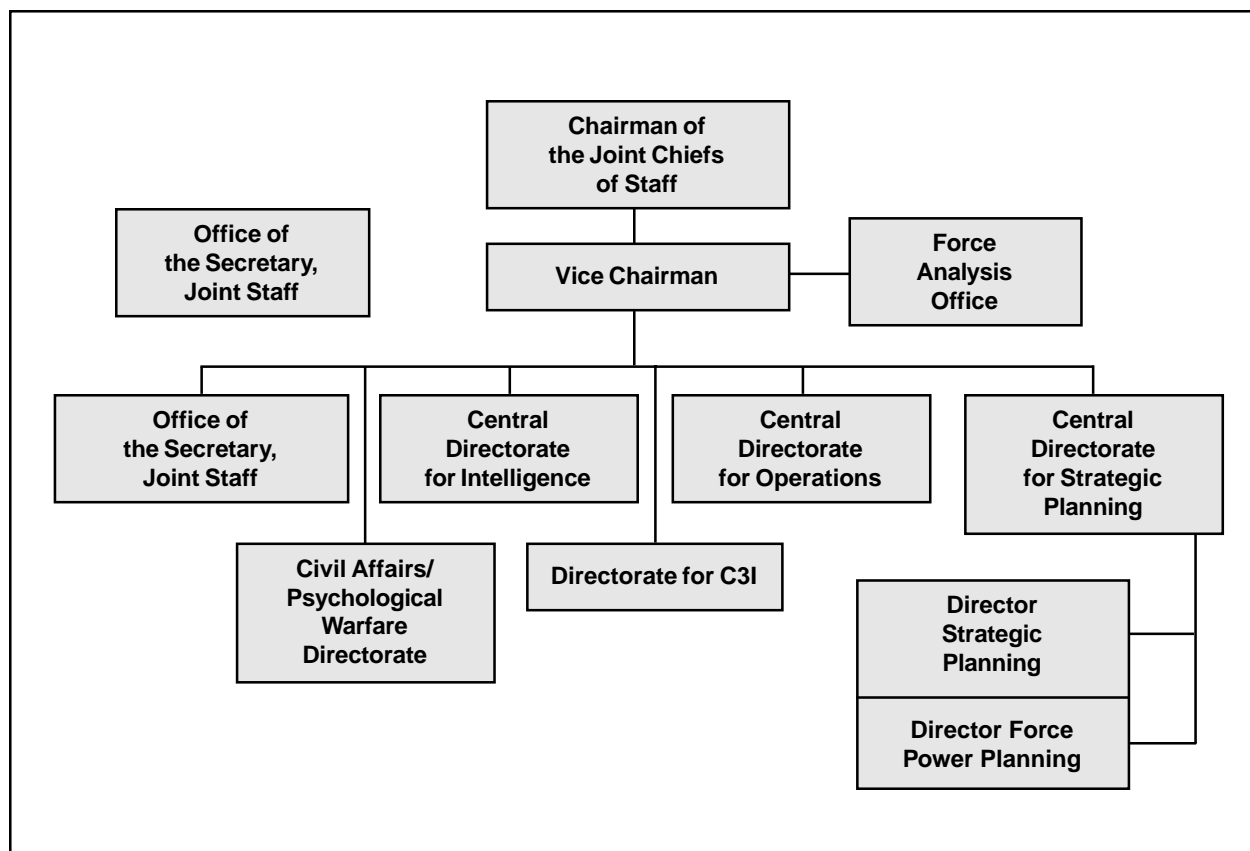 Chairman of
the Joint Chiefs
of Staff
Office of
the Secretary,
Joint Staff
Vice Chairman
Force
Analysis
Office
Office of
the Secretary,
Joint Staff
Central
Directorate
for Intelligence
Central
Directorate
for Operations
Central
Directorate
for Strategic
Planning
Civil Affairs/
Psychological
Warfare
Directorate
Directorate for C3I
Director
Strategic
Planning
Director Force
Power Planning